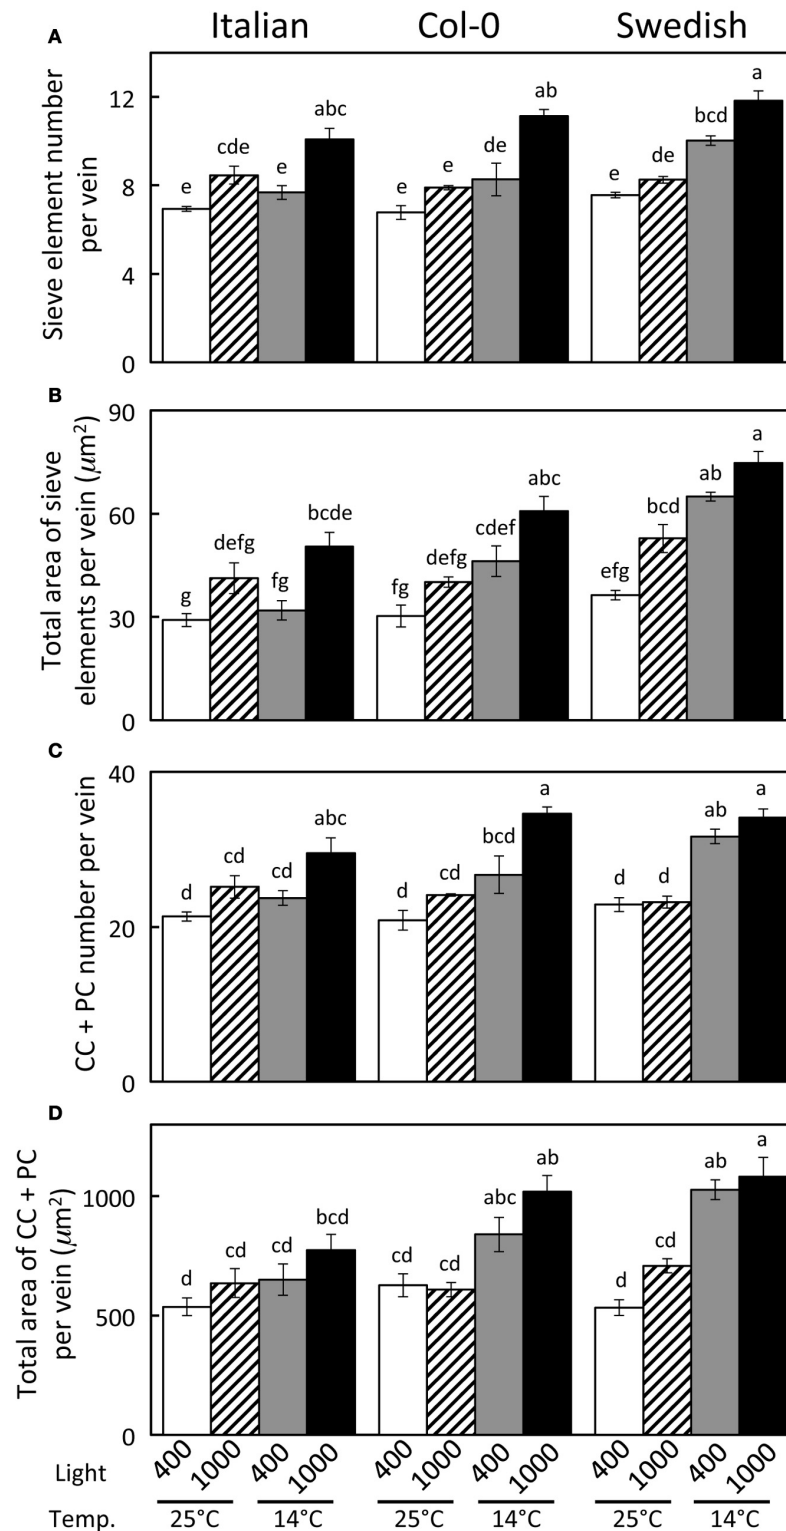 Italian Col-0 Swedish
A
Sieve element number
per vein
12
8
4
0
e cde e abc e e de ab e de bcd a
B
Total area of sieve
elements per vein (μm²)
90
60
30
0
g defg fg bcde fg defg cdef abc efg bcd ab a
C
CC + PC number per vein
40
20
0
d cd cd abc d cd bcd a d d ab a
D
Total area of CC + PC
per vein (μm²)
1000
500
0
d cd cd bcd cd cd abc ab d cd ab a
Light 400 1000 400 1000 400 1000 400 1000 400 1000 400 1000
Temp. 25°C 14°C 25°C 14°C 25°C 14°C